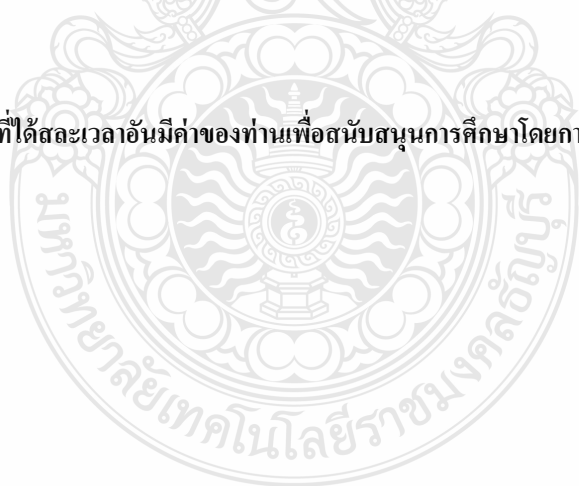 ที่ได้สละเวลาอันมีค่าของท่านเพื่อสนับสนุนการศึกษาโดยกา
มหาวิทยาลัยเทคโนโลยีราชมงคลธัญบุรี